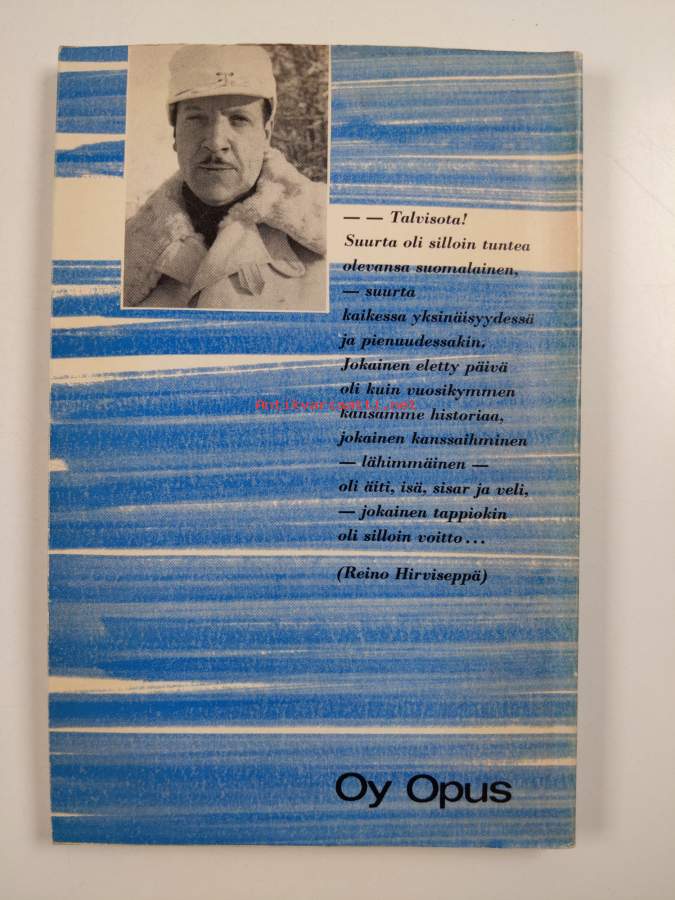 — — Talvisota!
Suurta oli silloin tuntea
olevansa suomalainen,
— suurta
kaikessa yksinäisyydessä
ja pienuudessakin.
Jokainen eletty päivä
oli kuin vuosikymmen
Antikvariaatti.net
kansamme historiaa,
jokainen kanssaihminen
— lähimmäinen —
oli äiti, isä, sisar ja veli,
— jokainen tappiokin
oli silloin voitto...
(Reino Hirviseppä)
Oy Opus